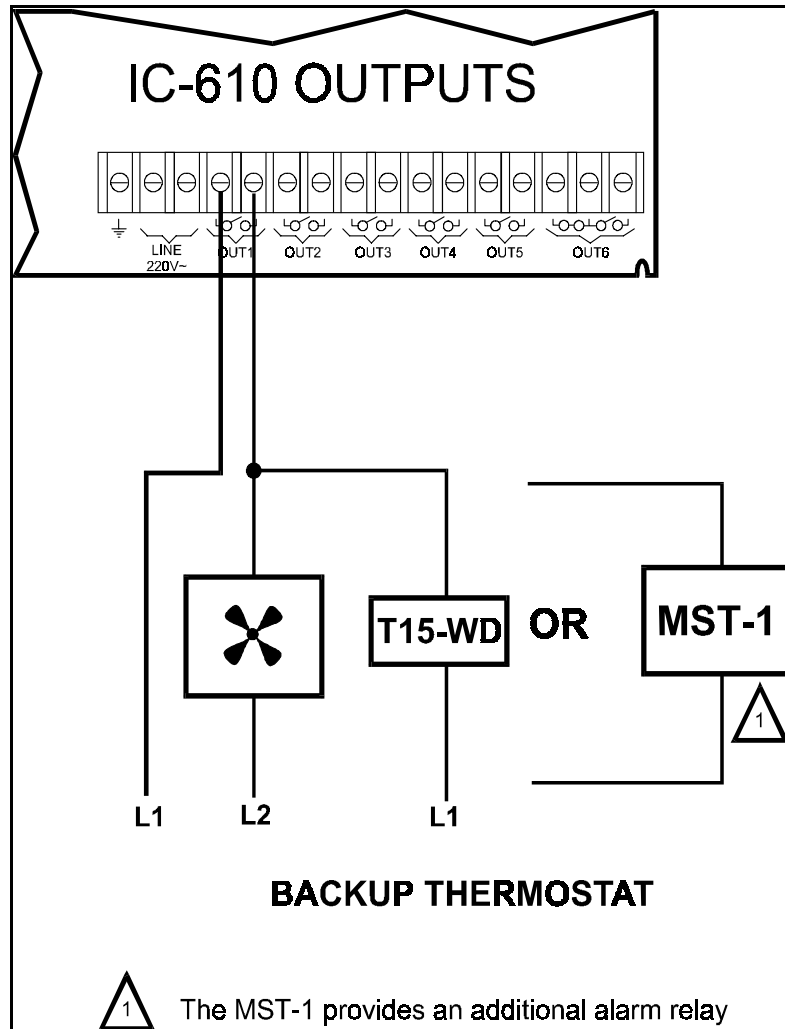 IC-610 OUTPUTS
LINE
220V~
OUT1
OUT2
OUT3
OUT4
OUT5
OUT6
T15-WD
OR
MST-1
1
L1
L2
L1
BACKUP THERMOSTAT
1 The MST-1 provides an additional alarm relay